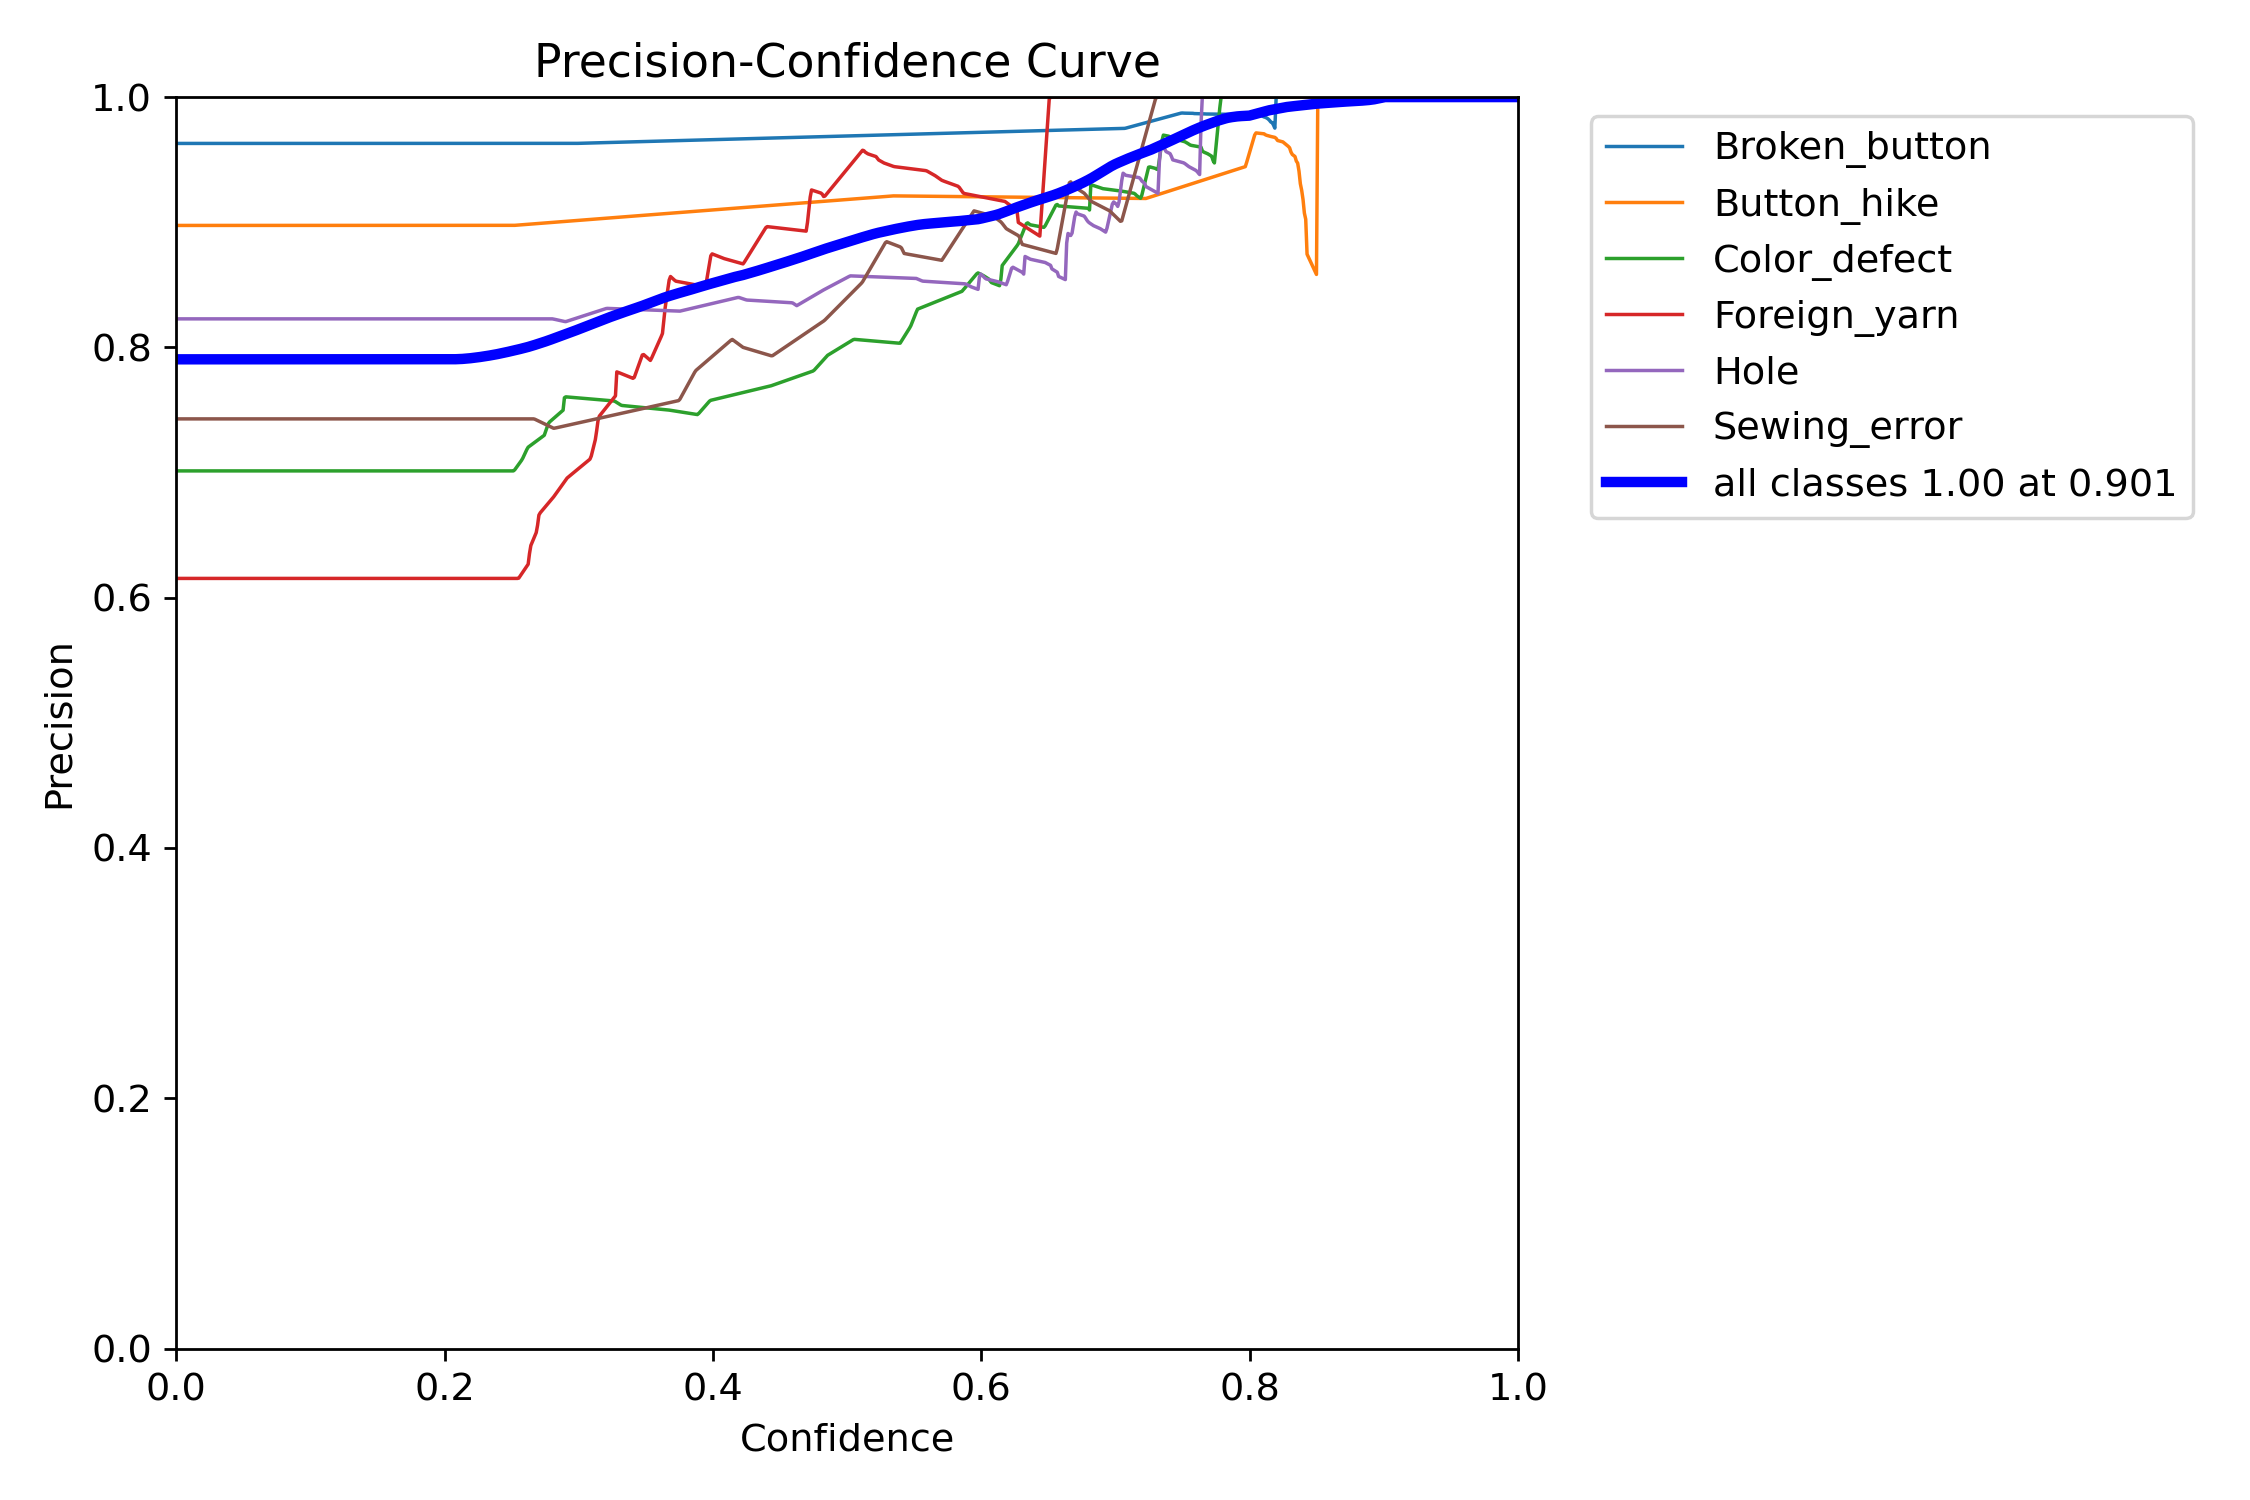 Precision-Confidence Curve
1.0
0.8
0.6
0.4
0.2
0.0
Precision
0.0 0.2 0.4 0.6 0.8 1.0
Confidence
Broken_button
Button_hike
Color_defect
Foreign_yarn
Hole
Sewing_error
all classes 1.00 at 0.901